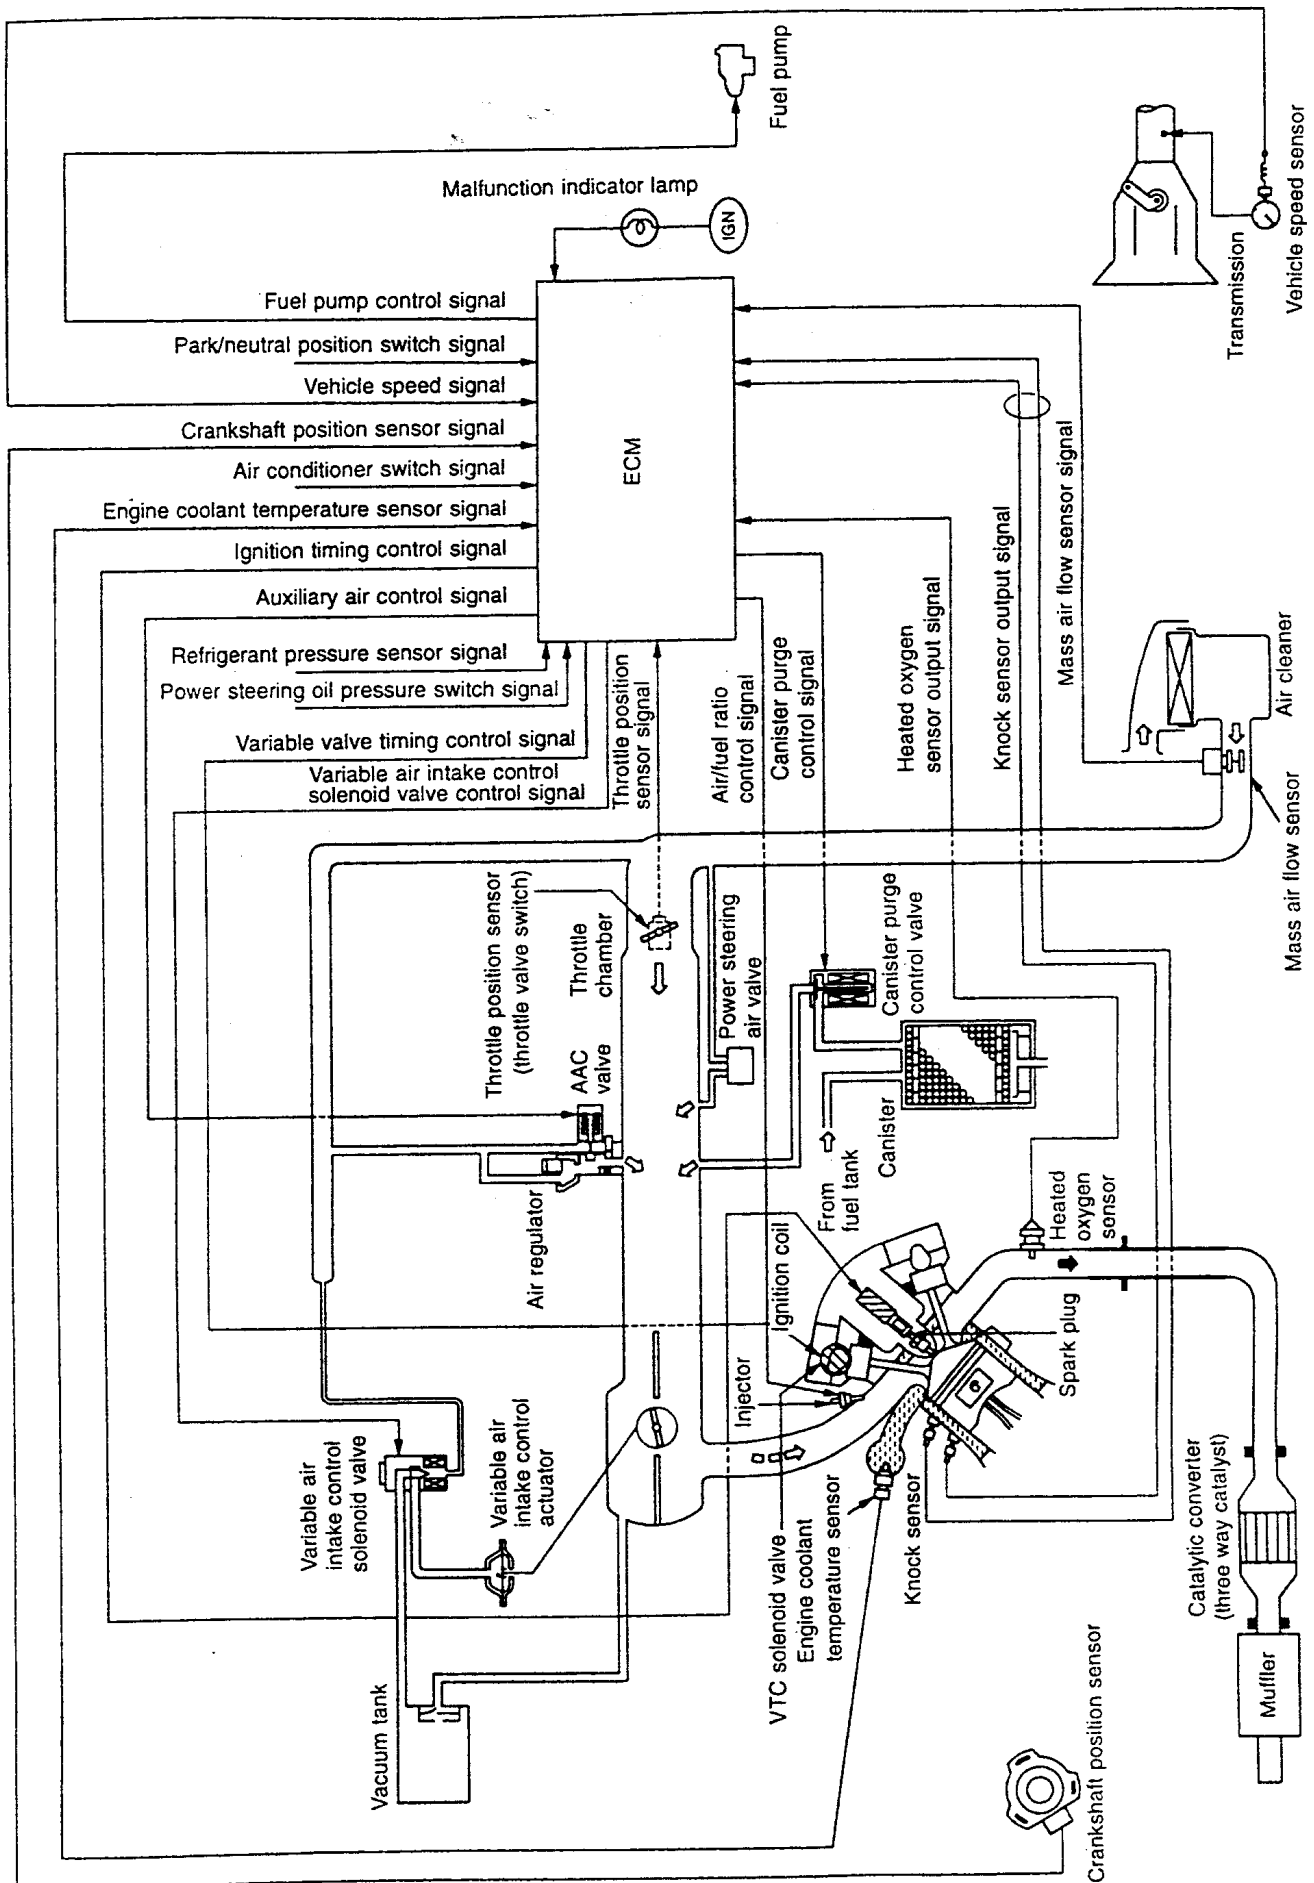 Fuel pump
Malfunction indicator lamp
IGN
Fuel pump control signal
Park/neutral position switch signal
Vehicle speed signal
Crankshaft position sensor signal
Air conditioner switch signal
Engine coolant temperature sensor signal
Ignition timing control signal
Auxiliary air control signal
Refrigerant pressure sensor signal
Power steering oil pressure switch signal
Variable valve timing control signal
Variable air intake control
solenoid valve control signal
ECM
Throttle position
sensor signal
Air/fuel ratio
control signal
Canister purge
control signal
Heated oxygen
sensor output signal
Knock sensor output signal
Mass air flow sensor signal
Transmission
Vehicle speed sensor
Air cleaner
Mass air flow sensor
Throttle position sensor
(throttle valve switch)
Throttle
chamber
AAC
valve
Air regulator
Power steering
air valve
Canister purge
control valve
Canister
From
fuel tank
Heated
oxygen
sensor
Ignition coil
Injector
Spark plug
Variable air
intake control
solenoid valve
Variable air
intake control
actuator
Vacuum tank
VTC solenoid valve
Engine coolant
temperature sensor
Knock sensor
6
Catalytic converter
(three way catalyst)
Muffler
Crankshaft position sensor